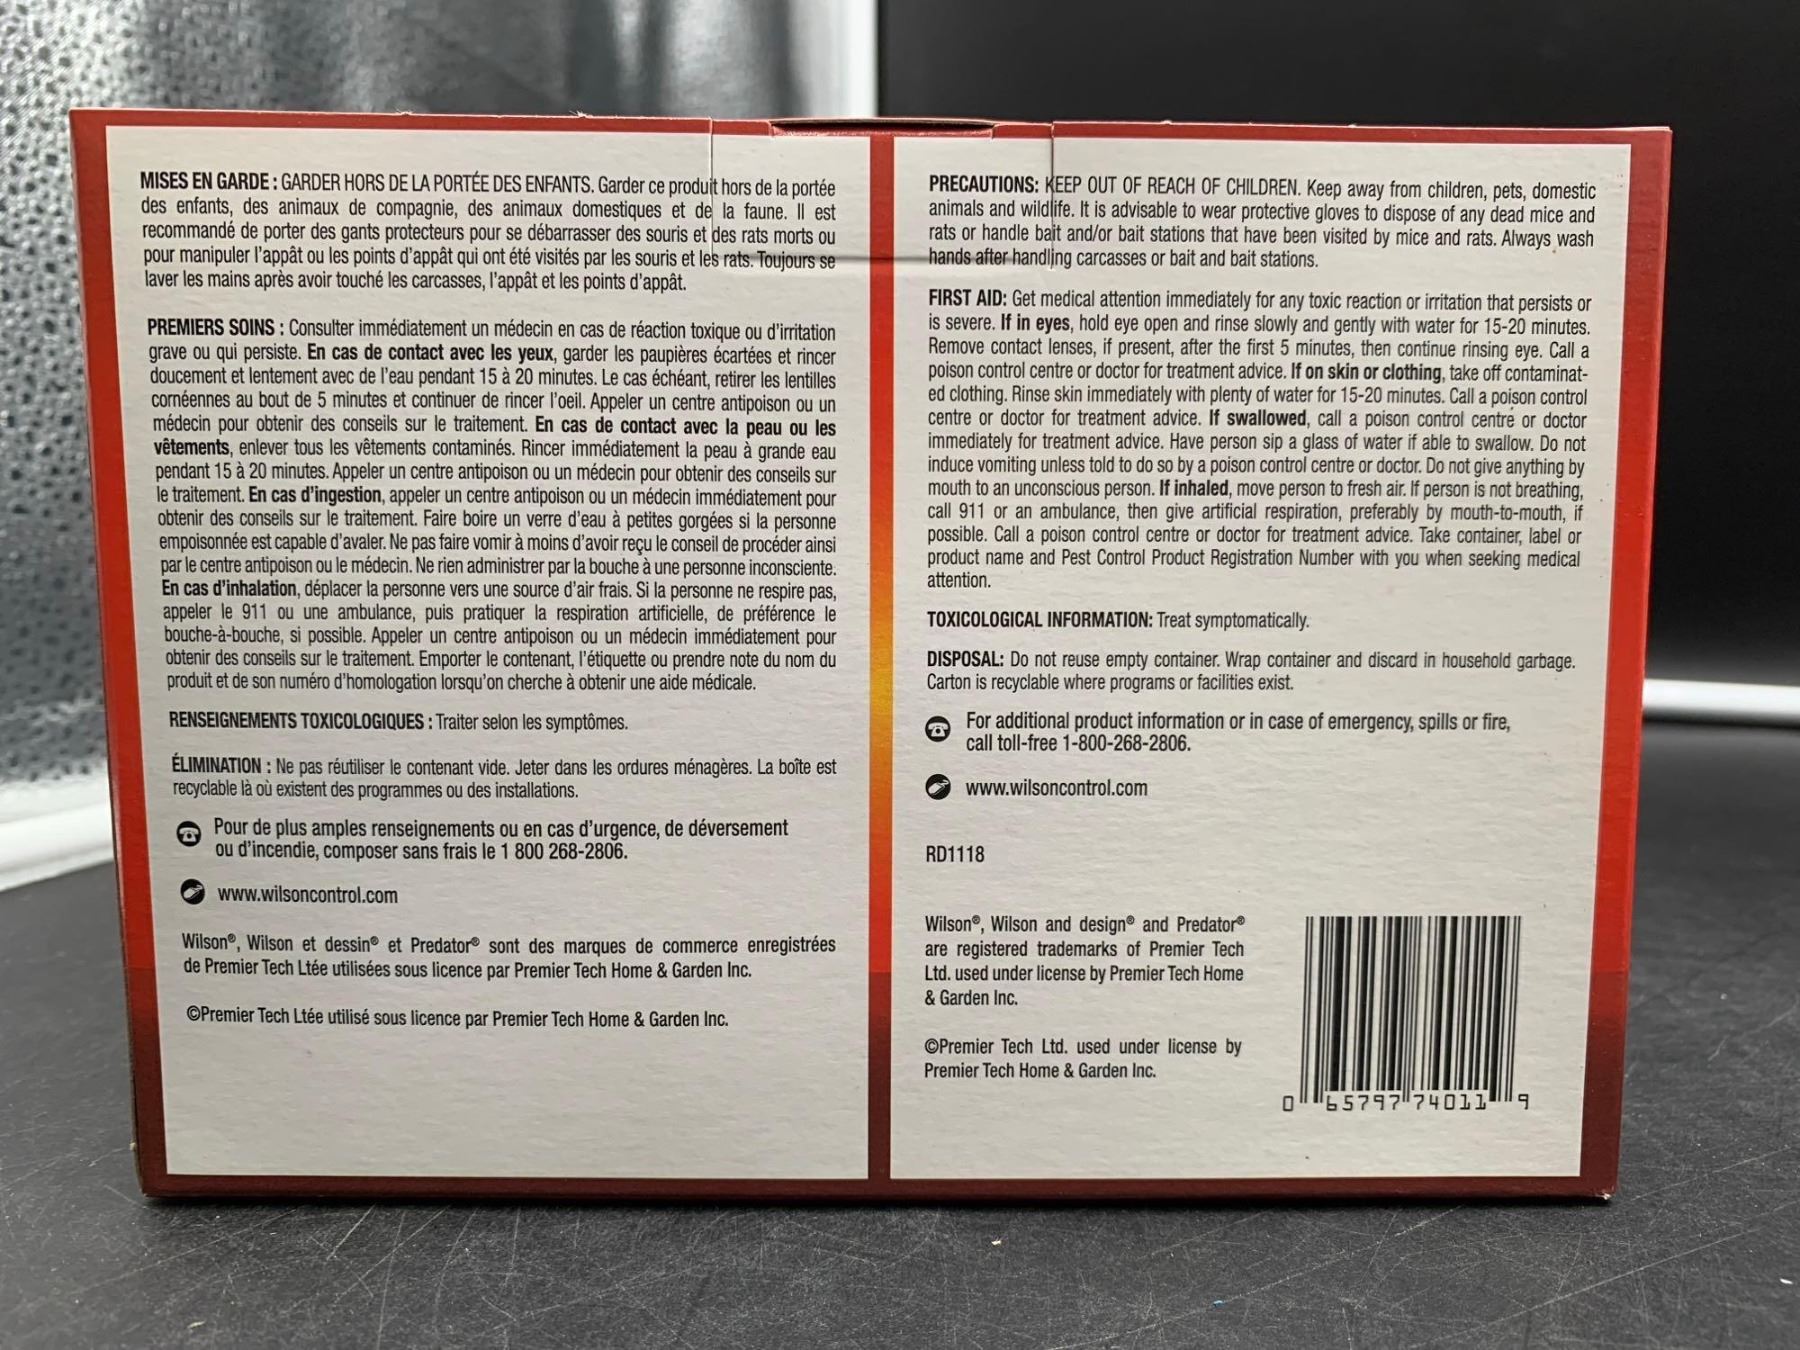 MISES EN GARDE : GARDER HORS DE LA PORTÉE DES ENFANTS. Garder ce produit hors de la portée
des enfants, des animaux de compagnie, des animaux domestiques et de la faune. Il est
recommandé de porter des gants protecteurs pour se débarrasser des souris et des rats morts ou
pour manipuler l'appât ou les points d'appât qui ont été visités par les souris et les rats. Toujours se
laver les mains après avoir touché les carcasses, l'appât et les points d'appât.
PREMIERS SOINS : Consulter immédiatement un médecin en cas de réaction toxique ou d'irritation
grave ou qui persiste. En cas de contact avec les yeux, garder les paupières écartées et rincer
doucement et lentement avec de l'eau pendant 15 à 20 minutes. Le cas échéant, retirer les lentilles
cornéennes au bout de 5 minutes et continuer de rincer l'oeil. Appeler un centre antipoison ou un
médecin pour obtenir des conseils sur le traitement. En cas de contact avec la peau ou les
vêtements, enlever tous les vêtements contaminés. Rincer immédiatement la peau à grande eau
pendant 15 à 20 minutes. Appeler un centre antipoison ou un médecin pour obtenir des conseils sur
le traitement. En cas d'ingestion, appeler un centre antipoison ou un médecin immédiatement pour
obtenir des conseils sur le traitement. Faire boire un verre d'eau à petites gorgées si la personne
empoisonnée est capable d'avaler. Ne pas faire vomir à moins d'avoir reçu le conseil de procéder ainsi
par le centre antipoison ou le médecin. Ne rien administrer par la bouche à une personne inconsciente.
En cas d'inhalation, déplacer la personne vers une source d'air frais. Si la personne ne respire pas,
appeler le 911 ou une ambulance, puis pratiquer la respiration artificielle, de préférence le
bouche-à-bouche, si possible. Appeler un centre antipoison ou un médecin immédiatement pour
obtenir des conseils sur le traitement. Emporter le contenant, l'étiquette ou prendre note du nom du
produit et de son numéro d'homologation lorsqu'on cherche à obtenir une aide médicale.
RENSEIGNEMENTS TOXICOLOGIQUES : Traiter selon les symptômes.
ÉLIMINATION : Ne pas réutiliser le contenant vide. Jeter dans les ordures ménagères. La boîte est
recyclable là où existent des programmes ou des installations.
Pour de plus amples renseignements ou en cas d'urgence, de déversement
ou d'incendie, composer sans frais le 1 800 268-2806.
www.wilsoncontrol.com
Wilson®, Wilson et dessin® et Predator® sont des marques de commerce enregistrées
de Premier Tech Ltée utilisées sous licence par Premier Tech Home & Garden Inc.
©Premier Tech Ltée utilisé sous licence par Premier Tech Home & Garden Inc.
PRECAUTIONS: KEEP OUT OF REACH OF CHILDREN. Keep away from children, pets, domestic
animals and wildlife. It is advisable to wear protective gloves to dispose of any dead mice and
rats or handle bait and/or bait stations that have been visited by mice and rats. Always wash
hands after handling carcasses or bait and bait stations.
FIRST AID: Get medical attention immediately for any toxic reaction or irritation that persists or
is severe. If in eyes, hold eye open and rinse slowly and gently with water for 15-20 minutes.
Remove contact lenses, if present, after the first 5 minutes, then continue rinsing eye. Call a
poison control centre or doctor for treatment advice. If on skin or clothing, take off contaminat-
ed clothing. Rinse skin immediately with plenty of water for 15-20 minutes. Call a poison control
centre or doctor for treatment advice. If swallowed, call a poison control centre or doctor
immediately for treatment advice. Have person sip a glass of water if able to swallow. Do not
induce vomiting unless told to do so by a poison control centre or doctor. Do not give anything by
mouth to an unconscious person. If inhaled, move person to fresh air. If person is not breathing,
call 911 or an ambulance, then give artificial respiration, preferably by mouth-to-mouth, if
possible. Call a poison control centre or doctor for treatment advice. Take container, label or
product name and Pest Control Product Registration Number with you when seeking medical
attention.
TOXICOLOGICAL INFORMATION: Treat symptomatically.
DISPOSAL: Do not reuse empty container. Wrap container and discard in household garbage.
Carton is recyclable where programs or facilities exist.
For additional product information or in case of emergency, spills or fire,
call toll-free 1-800-268-2806.
www.wilsoncontrol.com
RD1118
Wilson®, Wilson and design® and Predator®
are registered trademarks of Premier Tech
Ltd. used under license by Premier Tech Home
& Garden Inc.
©Premier Tech Ltd. used under license by
Premier Tech Home & Garden Inc.
0 65797 74011 9